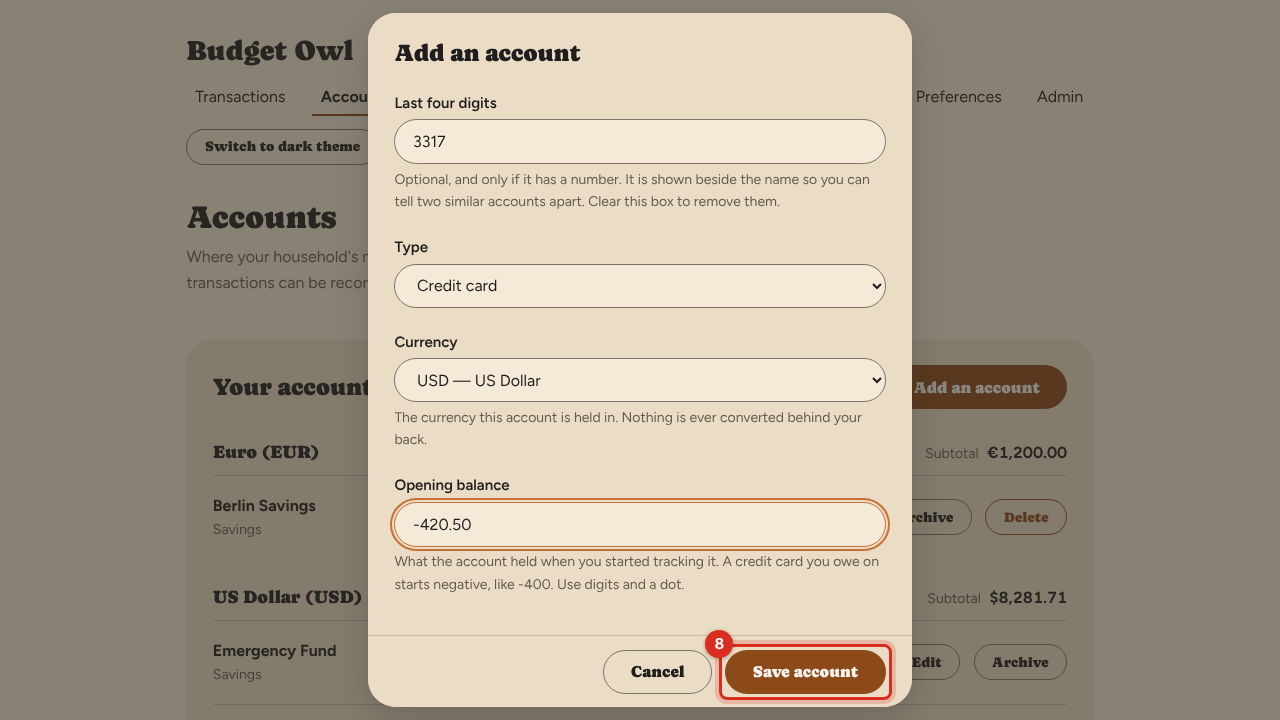 Budget Owl
Transactions
Accou
Preferences
Admin
Switch to dark theme
Accounts
Where your household's
transactions can be recor
Your account
Add an account
Euro (EUR)
Subtotal €1,200.00
Berlin Savings
Savings
rchive
Delete
US Dollar (USD)
Subtotal $8,281.71
Emergency Fund
Savings
Edit
Archive
Add an account
Last four digits
3317
Optional, and only if it has a number. It is shown beside the name so you can
tell two similar accounts apart. Clear this box to remove them.
Type
Credit card
Currency
USD — US Dollar
The currency this account is held in. Nothing is ever converted behind your
back.
Opening balance
-420.50
What the account held when you started tracking it. A credit card you owe on
starts negative, like -400. Use digits and a dot.
8
Cancel
Save account